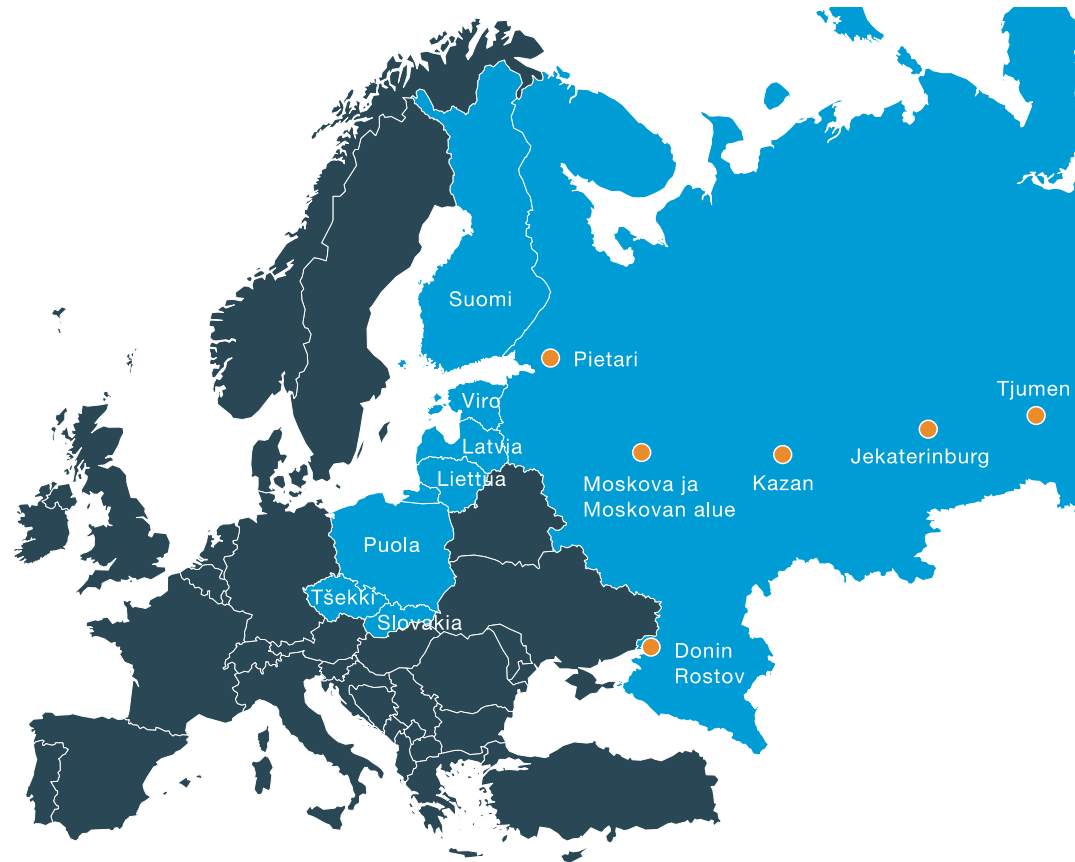 Suomi
Pietari
Tjumen
Viro
Latvia
Jekaterinburg
Liettua
Moskova ja
Moskovan alue
Kazan
Puola
Tšekki
Slovakia
Donin
Rostov